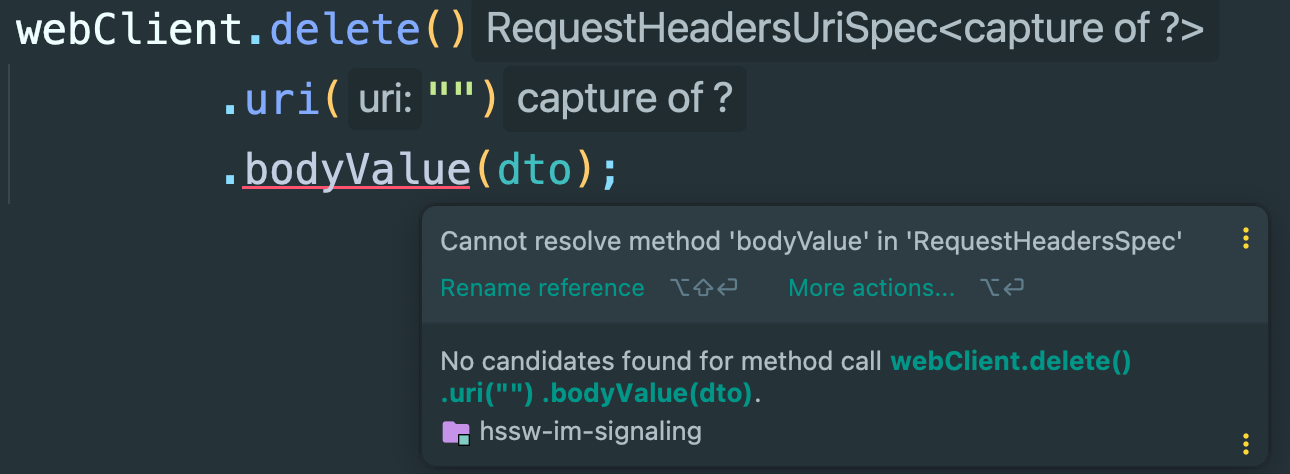 webClient.delete() RequestHeadersUriSpec<capture of ?>
.uri( uri: "") capture of ?
.bodyValue(dto);
Cannot resolve method 'bodyValue' in 'RequestHeadersSpec'
Rename reference ⌥⇧⏎ More actions... ⌥⏎
No candidates found for method call webClient.delete()
.uri("") .bodyValue(dto).
hssw-im-signaling